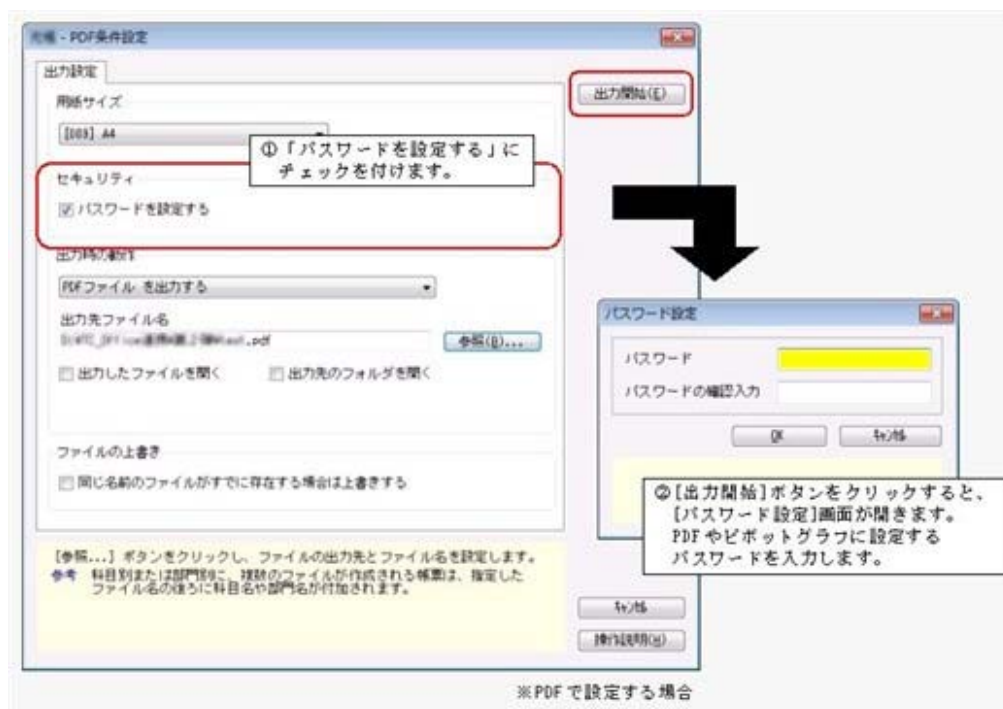 - PDF条件設定
出力設定
出力開始(E)
用紙サイズ
[003] A4
①「パスワードを設定する」に
チェックを付けます。
セキュリティ
パスワードを設定する
出力時の動作
PDFファイル を出力する
出力先ファイル名
.pdf
参照(B)...
出力したファイルを開く
出力先のフォルダを開く
ファイルの上書き
同じ名前のファイルがすでに存在する場合は上書きする
[参照...] ボタンをクリックし、ファイルの出力先とファイル名を設定します。
参考 科目別または部門別に、複数のファイルが作成される帳票は、指定した
ファイル名の後ろに科目名や部門名が付加されます。
キャンセル
操作説明(H)
パスワード設定
パスワード
パスワードの確認入力
OK
キャンセル
②[出力開始]ボタンをクリックすると、
[パスワード設定]画面が開きます。
PDFやピボットグラフに設定する
パスワードを入力します。
※PDFで設定する場合